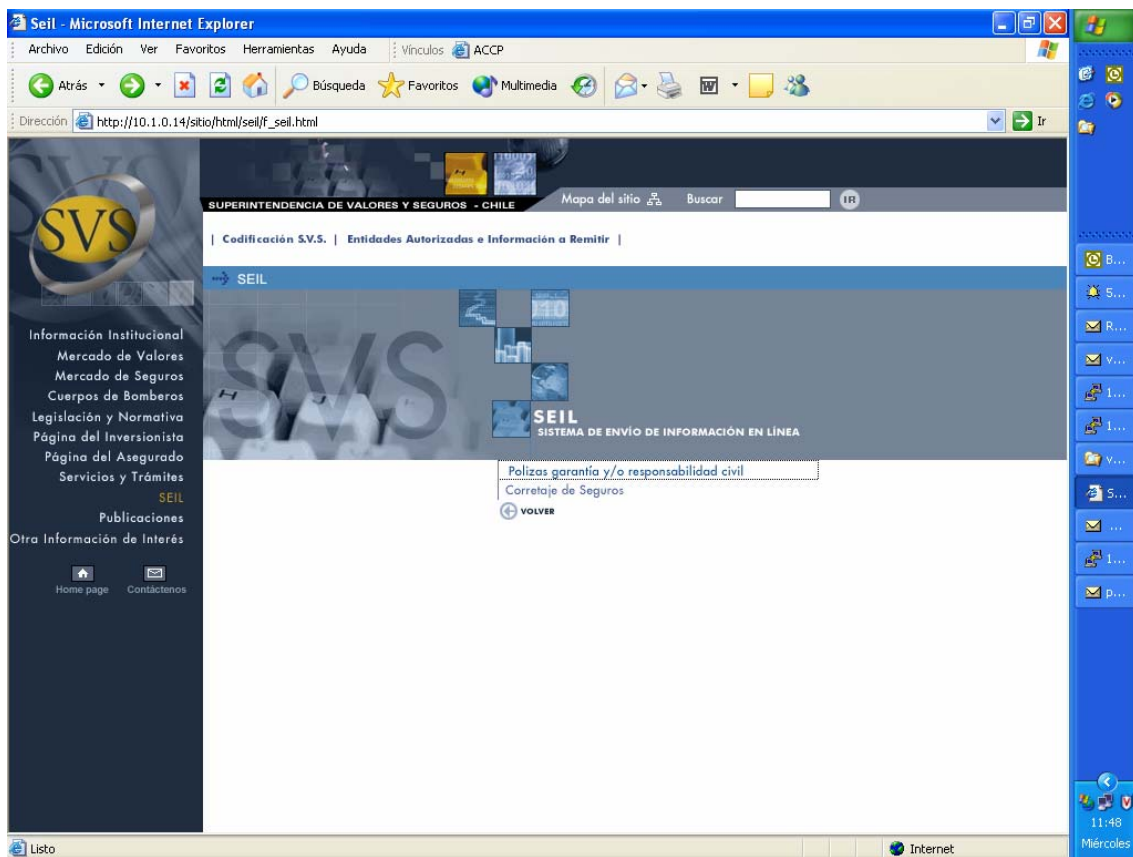 Seil - Microsoft Internet Explorer
Archivo Edición Ver Favoritos Herramientas Ayuda Vínculos ACCP
Atrás Búsqueda Favoritos Multimedia
Dirección http://10.1.0.14/sitio/html/seil/f_seil.html Ir
SVS
SUPERINTENDENCIA DE VALORES Y SEGUROS - CHILE
Mapa del sitio Buscar IR
| Codificación S.V.S. | Entidades Autorizadas e Información a Remitir |
SEIL
SVS
SEIL
SISTEMA DE ENVÍO DE INFORMACIÓN EN LÍNEA
Polizas garantía y/o responsabilidad civil
Corretaje de Seguros
VOLVER
Información Institucional
Mercado de Valores
Mercado de Seguros
Cuerpos de Bomberos
Legislación y Normativa
Página del Inversionista
Página del Asegurado
Servicios y Trámites
SEIL
Publicaciones
Otra Información de Interés
Home page Contáctenos
B...
5...
R...
v...
1...
1...
v...
S...
...
1...
p...
11:48
Miércoles
Listo Internet